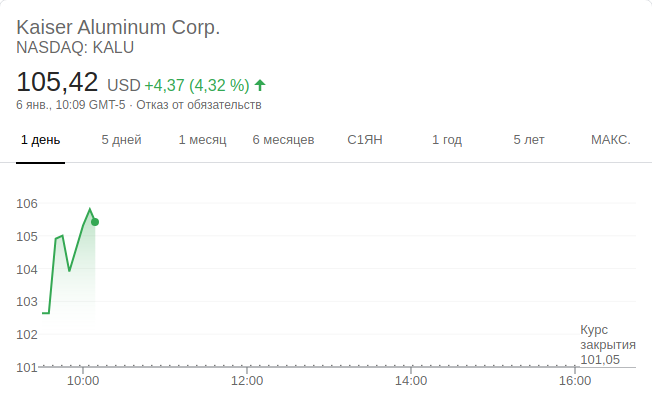 Kaiser Aluminum Corp.
NASDAQ: KALU
105,42 USD +4,37 (4,32 %)
6 янв., 10:09 GMT-5 · Отказ от обязательств
1 день 5 дней 1 месяц 6 месяцев С1ЯН 1 год 5 лет МАКС.
106
105
104
103
102
101
Курс
закрытия
101,05
10:00 12:00 14:00 16:00